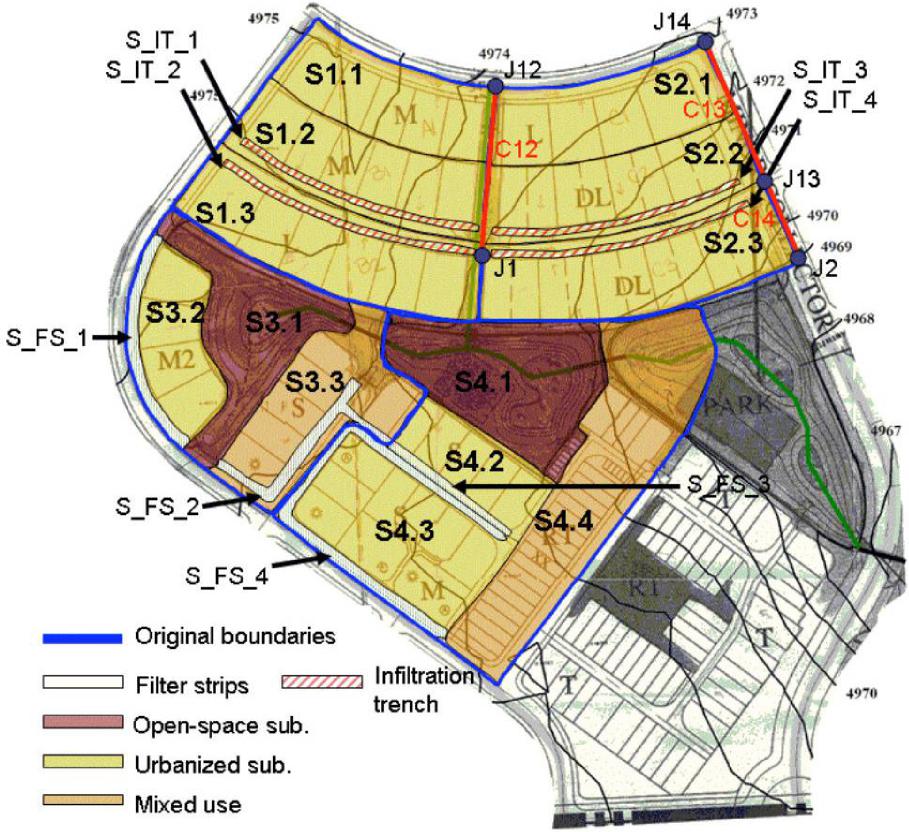 4975
4973
J14
S_IT_1
4974
S_IT_2
J12
S1.1
S2.1
4972
S_IT_3
S_IT_4
4975
M
L
C13
4971
S1.2
C12
S2.2
M
J13
DL
S1.3
C14
4970
S2.3
L
4969
J1
J2
DL
CTORY
S3.2
S3.1
4968
S_FS_1
M2
S3.3
S4.1
S
PARK
4967
S
S4.2
S_FS_3
T
S_FS_2
S4.3
S4.4
RT
S_FS_4
M
RT
S
T
Original boundaries
Filter strips
Infiltration
trench
T
4970
Open-space sub.
Urbanized sub.
Mixed use